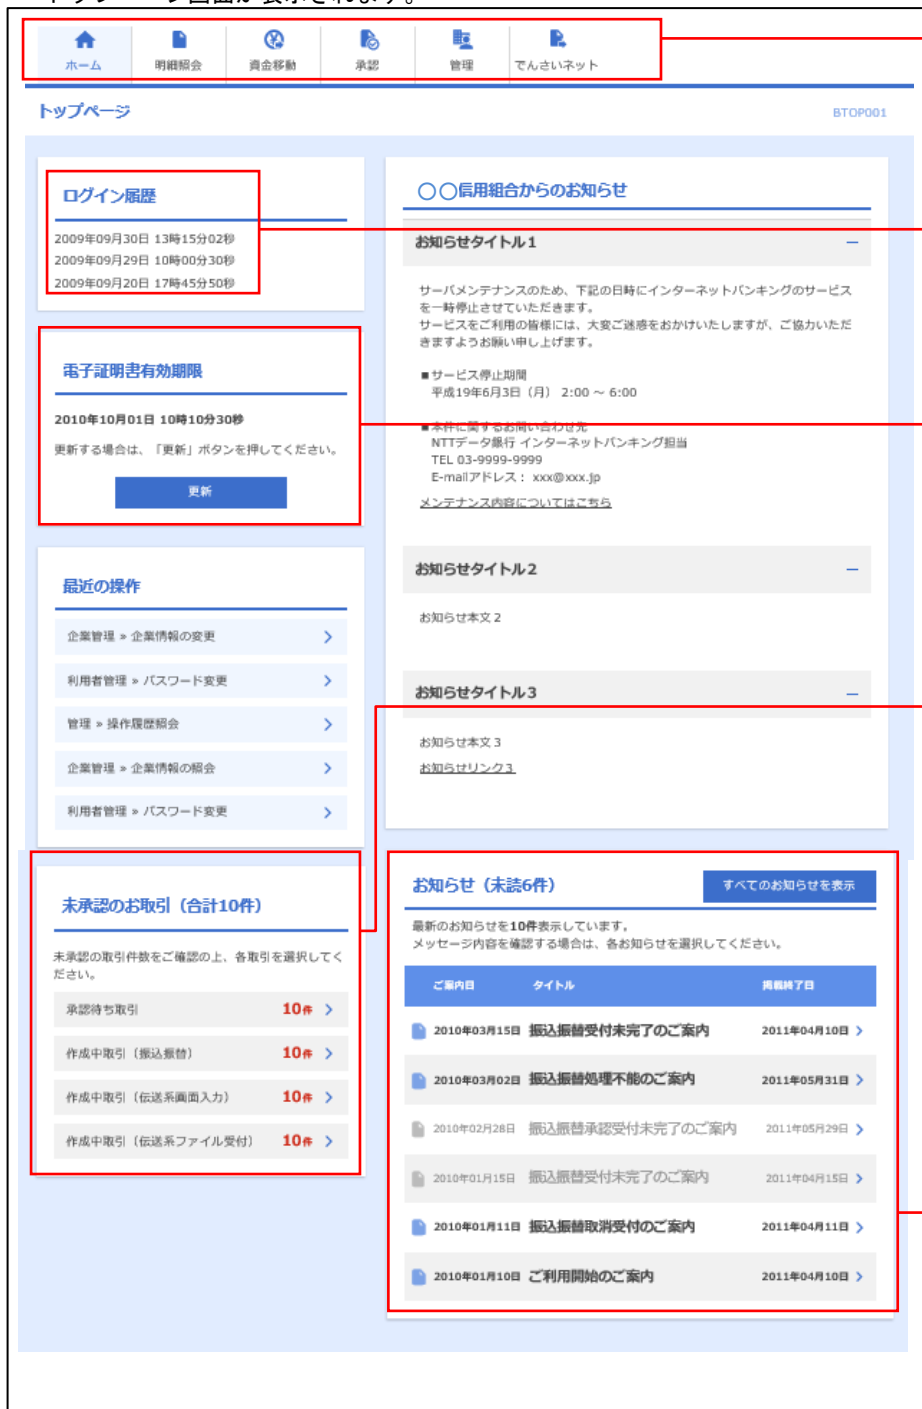 トップページ画面が表示されます。
ホーム
明細照会
資金移動
承認
管理
でんさいネット
トップページ
BTOP001
ログイン履歴
2009年09月30日 13時15分02秒
2009年09月29日 10時00分30秒
2009年09月20日 17時45分50秒
電子証明書有効期限
2010年10月01日 10時10分30秒
更新する場合は、「更新」ボタンを押してください。
更新
最近の操作
企業管理 » 企業情報の変更
利用者管理 » パスワード変更
管理 » 操作履歴照会
企業管理 » 企業情報の照会
利用者管理 » パスワード変更
未承認のお取引（合計10件）
未承認の取引件数をご確認の上、各取引を選択してく
ださい。
承認待ち取引 10件
作成中取引（振込振替） 10件
作成中取引（伝送系画面入力） 10件
作成中取引（伝送系ファイル受付） 10件
〇〇信用組合からのお知らせ
お知らせタイトル1
サーバメンテナンスのため、下記の日時にインターネットバンキングのサービス
を一時停止させていただきます。
サービスをご利用の皆様には、大変ご迷惑をおかけいたしますが、ご協力いただ
きますようお願い申し上げます。
■サービス停止期間
平成19年6月3日（月） 2:00 ～ 6:00
■本件に関するお問い合わせ先
NTTデータ銀行 インターネットバンキング担当
TEL 03-9999-9999
E-mailアドレス： xxx@xxx.jp
メンテナンス内容についてはこちら
お知らせタイトル2
お知らせ本文2
お知らせタイトル3
お知らせ本文3
お知らせリンク3
お知らせ（未読6件）
すべてのお知らせを表示
最新のお知らせを10件表示しています。
メッセージ内容を確認する場合は、各お知らせを選択してください。
ご案内日 タイトル 掲載終了日
2010年03月15日 振込振替受付未完了のご案内 2011年04月10日
2010年03月02日 振込振替処理不能のご案内 2011年05月31日
2010年02月28日 振込振替承認受付未完了のご案内 2011年05月29日
2010年01月15日 振込振替受付未完了のご案内 2011年04月15日
2010年01月11日 振込振替取消受付のご案内 2011年04月11日
2010年01月10日 ご利用開始のご案内 2011年04月10日